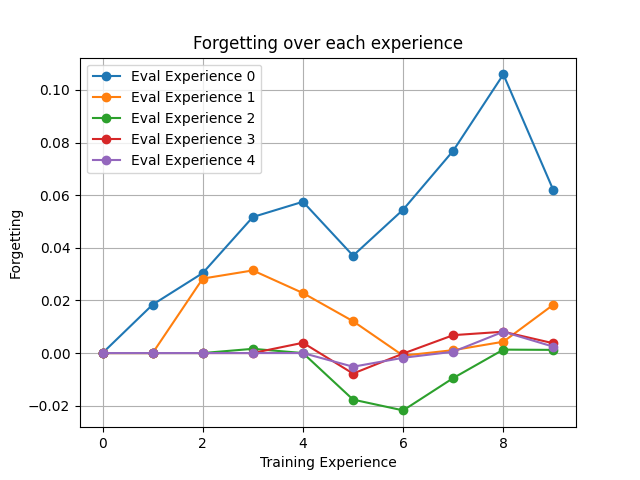 Forgetting over each experience
Eval Experience 0
Eval Experience 1
Eval Experience 2
Eval Experience 3
Eval Experience 4
0.10
0.08
0.06
0.04
0.02
0.00
−0.02
Forgetting
0 2 4 6 8
Training Experience